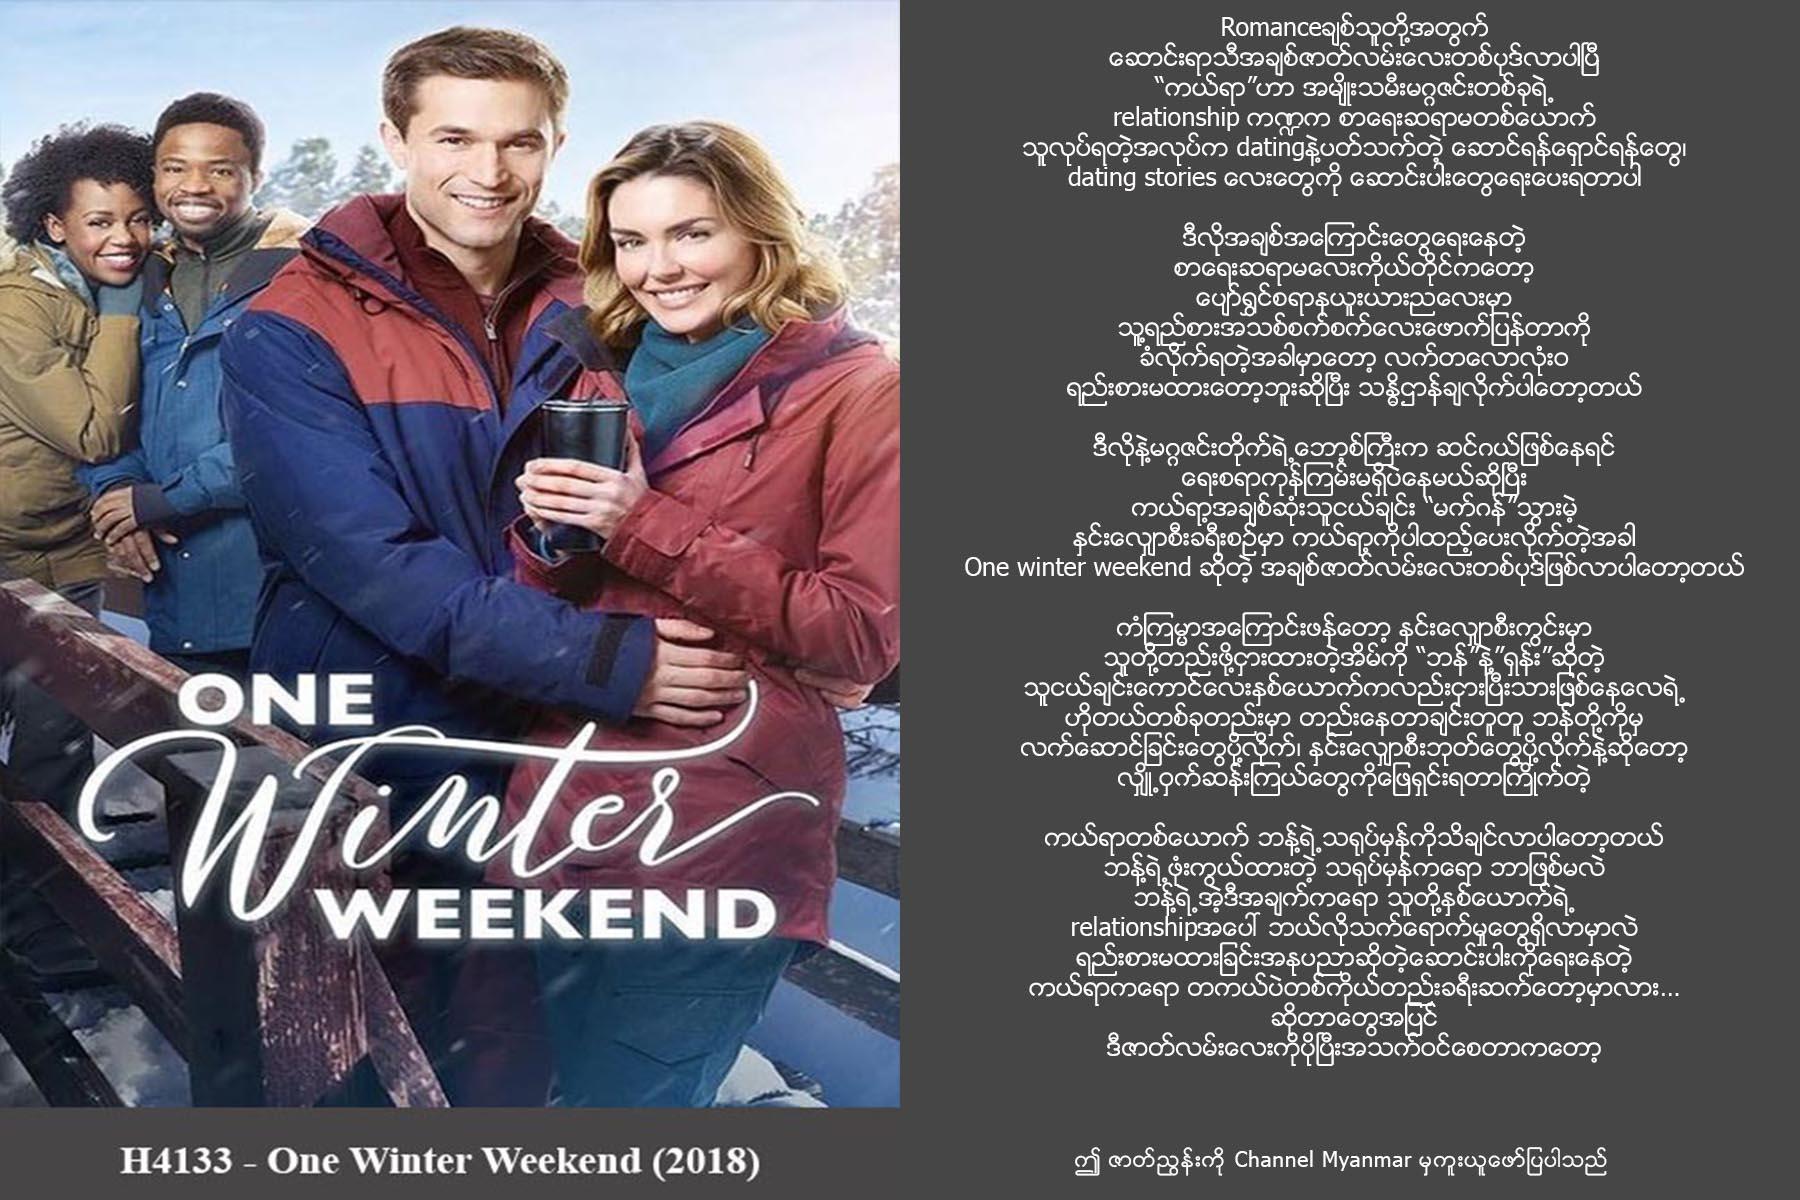 ONE
Winter
WEEKEND
H4133 - One Winter Weekend (2018)
Romanceချစ်သူတို့အတွက်
ဆောင်းရာသီအချစ်ဇာတ်လမ်းလေးတစ်ပုဒ်လာပါပြီ
“ကယ်ရာ”ဟာ အမျိုးသမီးမဂ္ဂဇင်းတစ်ခုရဲ့
relationship ကဏ္ဍက စာရေးဆရာမတစ်ယောက်
သူလုပ်ရတဲ့အလုပ်က datingနဲ့ပတ်သက်တဲ့ ဆောင်ရန်ရှောင်ရန်တွေ၊
dating stories လေးတွေကို ဆောင်းပါးတွေရေးပေးရတာပါ
ဒီလိုအချစ်အကြောင်းတွေရေးနေတဲ့
စာရေးဆရာမလေးကိုယ်တိုင်ကတော့
ပျော်ရွှင်စရာနယူးယားညလေးမှာ
သူ့ရည်စားအသစ်စက်စက်လေးဖောက်ပြန်တာကို
ခံလိုက်ရတဲ့အခါမှာတော့ လက်တလောလုံးဝ
ရည်းစားမထားတော့ဘူးဆိုပြီး သန္ဓိဌာန်ချလိုက်ပါတော့တယ်
ဒီလိုနဲ့မဂ္ဂဇင်းတိုက်ရဲ့ဘော့စ်ကြီးက ဆင်ဂယ်ဖြစ်နေရင်
ရေးစရာကုန်ကြမ်းမရှိပဲနေမယ်ဆိုပြီး
ကယ်ရာ့အချစ်ဆုံးသူငယ်ချင်း “မက်ဂန်”သွားမဲ့
နှင်းလျှောစီးခရီးစဉ်မှာ ကယ်ရာ့ကိုပါထည့်ပေးလိုက်တဲ့အခါ
One winter weekend ဆိုတဲ့ အချစ်ဇာတ်လမ်းလေးတစ်ပုဒ်ဖြစ်လာပါတော့တယ်
ကံကြမ္မာအကြောင်းဖန်တော့ နင်းလျှောစီးကွင်းမှာ
သူတို့တည်းဖို့ငှားထားတဲ့အိမ်ကို “ဘန်”နဲ့”ရှန်း”ဆိုတဲ့
သူငယ်ချင်းကောင်လေးနှစ်ယောက်ကလည်းငှားပြီးသားဖြစ်နေလေရဲ့
ဟိုတယ်တစ်ခုတည်းမှာ တည်းနေတာချင်းတူတူ ဘန်တို့ကိုမှ
လက်ဆောင်ခြင်းတွေပို့လိုက်၊ နှင်းလျှောစီးဘုတ်တွေပို့လိုက်နဲ့ဆိုတော့
လျှို့ဝှက်ဆန်းကြယ်တွေကိုဖြေရှင်းရတာကြိုက်တဲ့
ကယ်ရာတစ်ယောက် ဘန့်ရဲ့သရုပ်မှန်ကိုသိချင်လာပါတော့တယ်
ဘန့်ရဲ့ဖုံးကွယ်ထားတဲ့ သရုပ်မှန်ကရော ဘာဖြစ်မလဲ
ဘန့်ရဲ့အဲ့ဒီအချက်ကရော သူတို့နှစ်ယောက်ရဲ့
relationshipအပေါ် ဘယ်လိုသက်ရောက်မှုတွေရှိလာမှာလဲ
ရည်းစားမထားခြင်းအနုပညာဆိုတဲ့ဆောင်းပါးကိုရေးနေတဲ့
ကယ်ရာကရော တကယ်ပဲတစ်ကိုယ်တည်းခရီးဆက်တော့မှာလား...
ဆိုတာတွေအပြင်
ဒီဇာတ်လမ်းလေးကိုပိုပြီးအသက်ဝင်စေတာကတော့
ဤ ဇာတ်ညွှန်းကို Channel Myanmar မှကူးယူဖော်ပြပါသည်